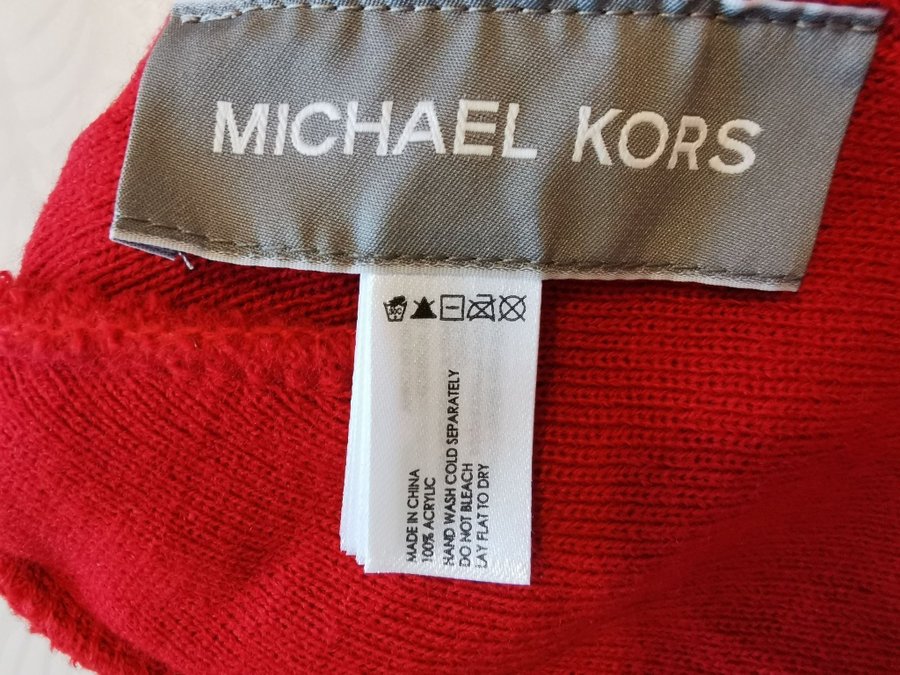 MICHAEL KORS
MADE IN CHINA
100% ACRYLIC
HAND WASH COLD SEPARATELY
DO NOT BLEACH
LAY FLAT TO DRY